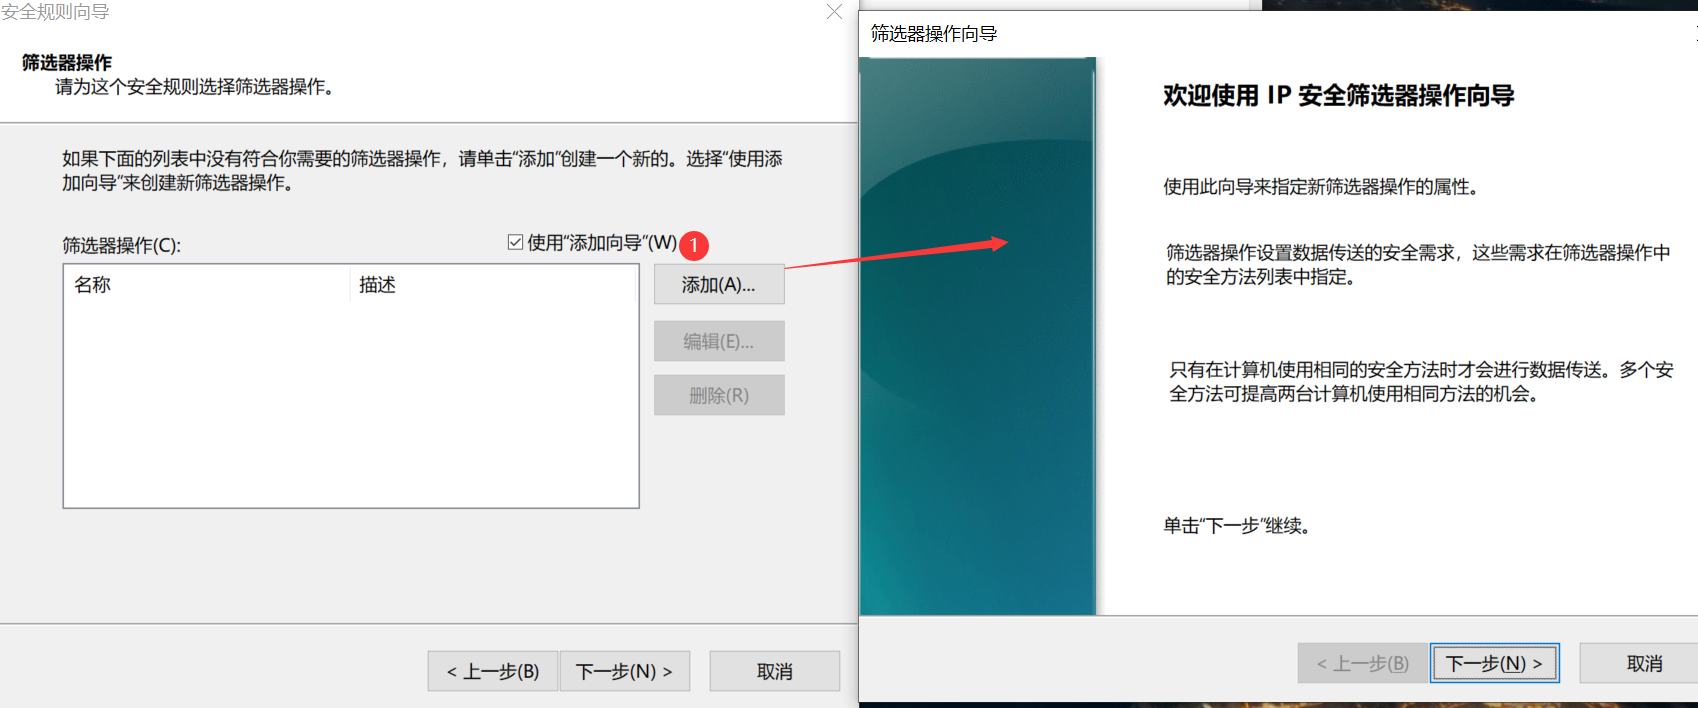 安全规则向导
筛选器操作
请为这个安全规则选择筛选器操作。
如果下面的列表中没有符合你需要的筛选器操作，请单击“添加”创建一个新的。选择“使用添
加向导”来创建新筛选器操作。
筛选器操作(C):
使用“添加向导”(W)
1
名称
描述
添加(A)...
编辑(E)...
删除(R)
< 上一步(B)
下一步(N) >
取消
筛选器操作向导
欢迎使用 IP 安全筛选器操作向导
使用此向导来指定新筛选器操作的属性。
筛选器操作设置数据传送的安全需求，这些需求在筛选器操作中
的安全方法列表中指定。
只有在计算机使用相同的安全方法时才会进行数据传送。多个安
全方法可提高两台计算机使用相同方法的机会。
单击“下一步”继续。
< 上一步(B)
下一步(N) >
取消